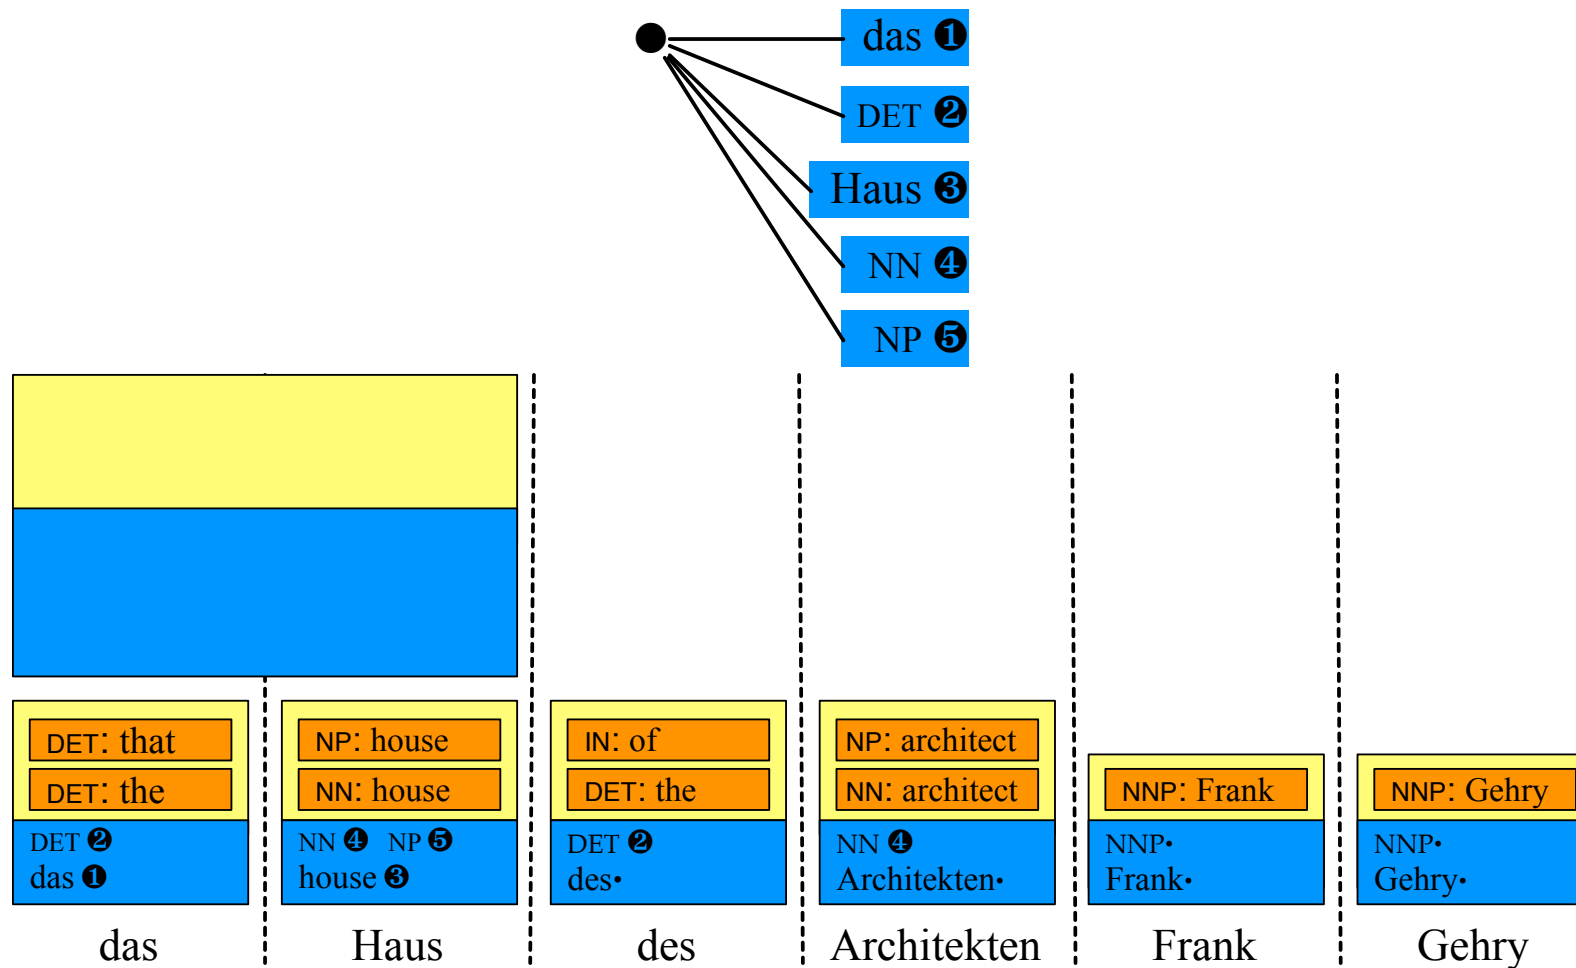 das ❶
DET ❷
Haus ❸
NN ❹
NP ❺
DET: that
DET: the
DET ❷
das ❶
NP: house
NN: house
NN ❹ NP ❺
house ❸
IN: of
DET: the
DET ❷
des•
NP: architect
NN: architect
NN ❹
Architekten•
NNP: Frank
NNP•
Frank•
NNP: Gehry
NNP•
Gehry•
das Haus des Architekten Frank Gehry